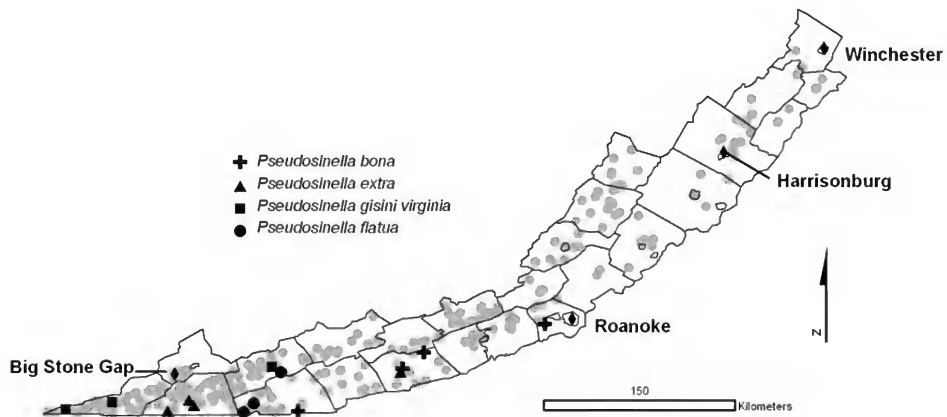 Winchester
Pseudosinella bona
Pseudosinella extra
Pseudosinella gisini virginia
Pseudosinella flatua
Harrisonburg
Roanoke
N
Big Stone Gap
150
Kilometers